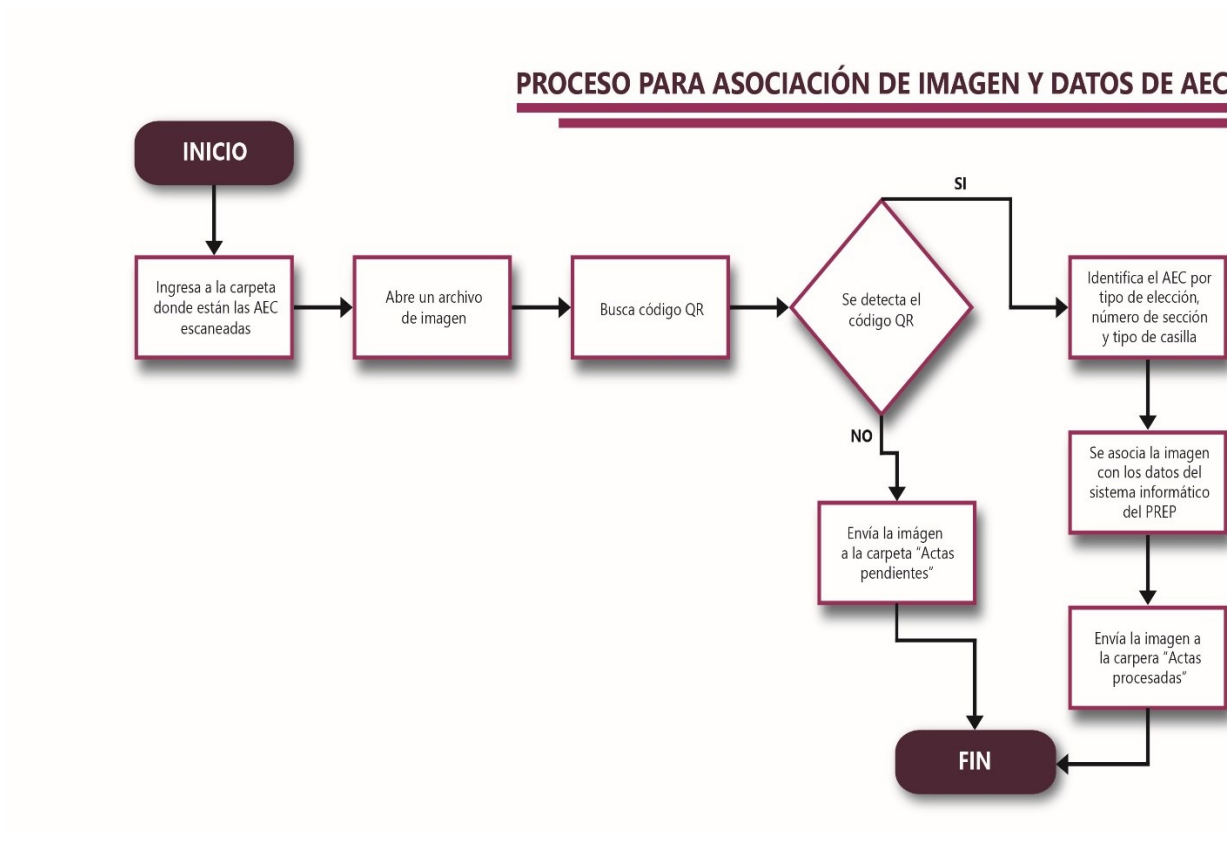 PROCESO PARA ASOCIACIÓN DE IMAGEN Y DATOS DE AEC
INICIO
Ingresa a la carpeta
donde están las AEC
escaneadas
Abre un archivo
de imagen
Busca código QR
Se detecta el
código QR
SI
Identifica el AEC por
tipo de elección,
número de sección
y tipo de casilla
Se asocia la imagen
con los datos del
sistema informático
del PREP
Envía la imagen a
la carpera "Actas
procesadas"
NO
Envía la imágen
a la carpeta "Actas
pendientes"
FIN